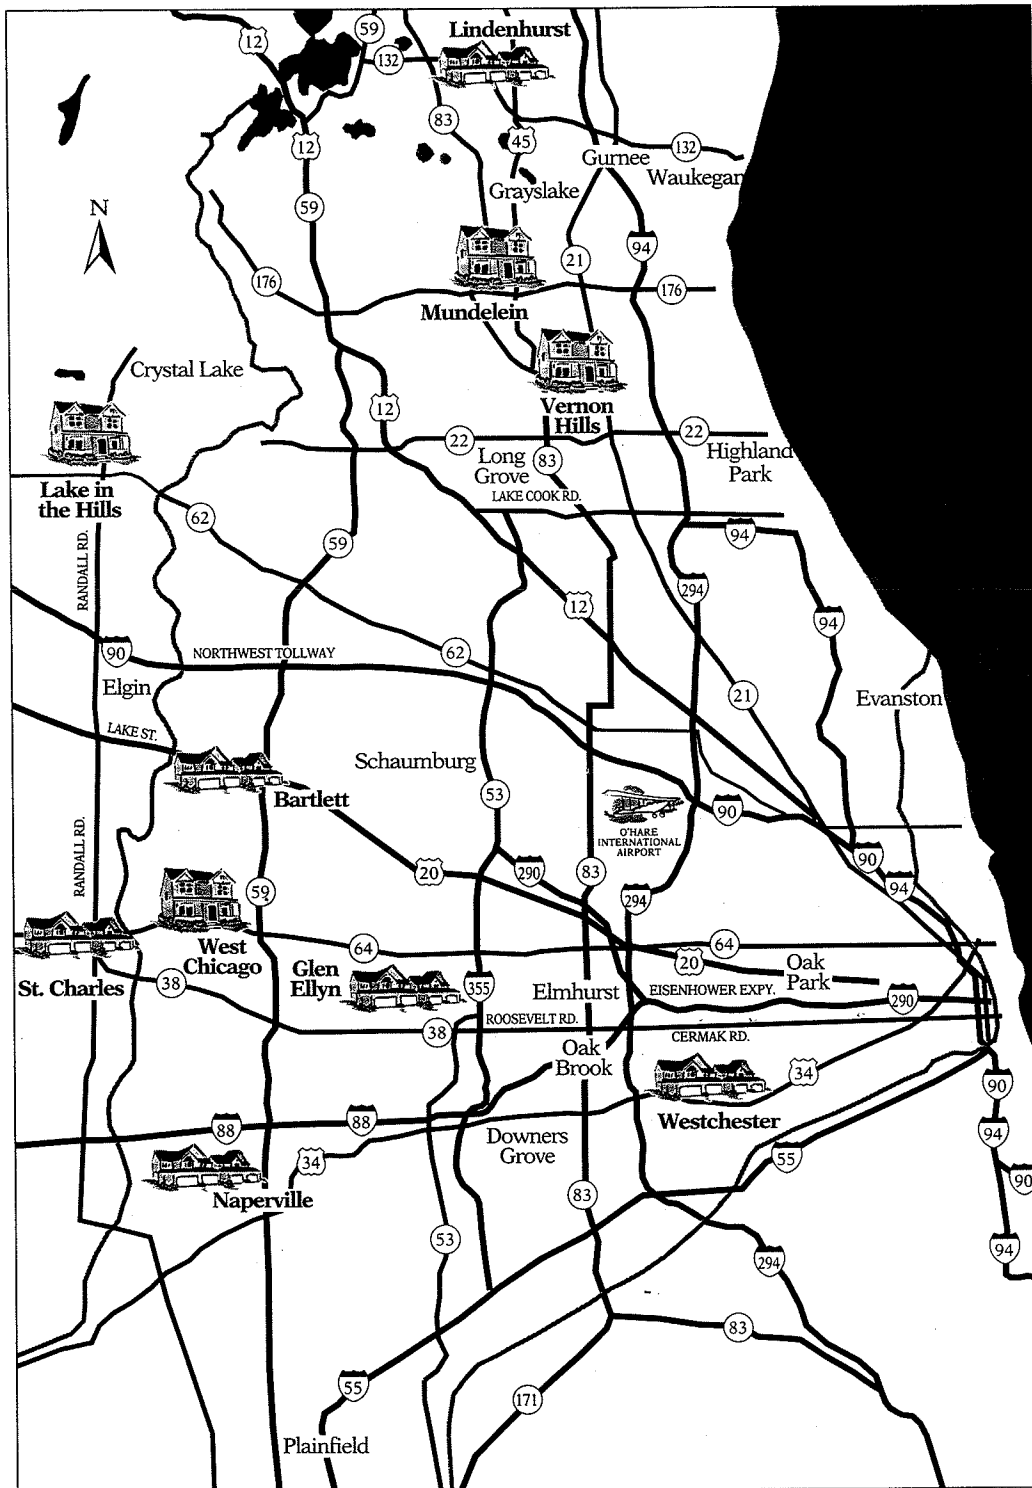 59
Lindenhurst
12
132
83
45
12
132
Gurnee
Waukegan
Grayslake
N
59
94
21
176
176
Mundelein
Crystal Lake
12
Vernon
Hills
22
22
Long
Grove
83
Highland
Park
Lake in
the Hills
LAKE COOK RD.
62
94
59
RANDALL RD.
294
12
94
90
NORTHWEST TOLLWAY
62
Elgin
21
Evanston
LAKE ST.
Schaumburg
53
Bartlett
90
O'HARE
INTERNATIONAL
AIRPORT
RANDALL RD.
20
290
83
90
59
294
94
West
Chicago
64
64
Glen
Ellyn
20
Oak
Park
St. Charles
38
355
Elmhurst
EISENHOWER EXPY.
290
ROOSEVELT RD.
38
CERMAK RD.
Oak
Brook
34
90
Westchester
88
88
94
Downers
Grove
34
55
90
Naperville
83
53
94
294
83
55
171
Plainfield